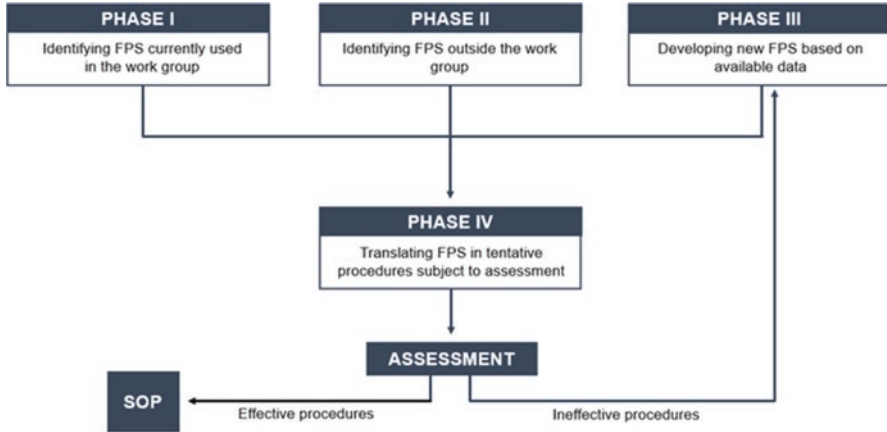 PHASE I
Identifying FPS currently used
in the work group
PHASE II
Identifying FPS outside the work
group
PHASE III
Developing new FPS based on
available data
PHASE IV
Translating FPS in tentative
procedures subject to assessment
ASSESSMENT
SOP
Effective procedures
Ineffective procedures